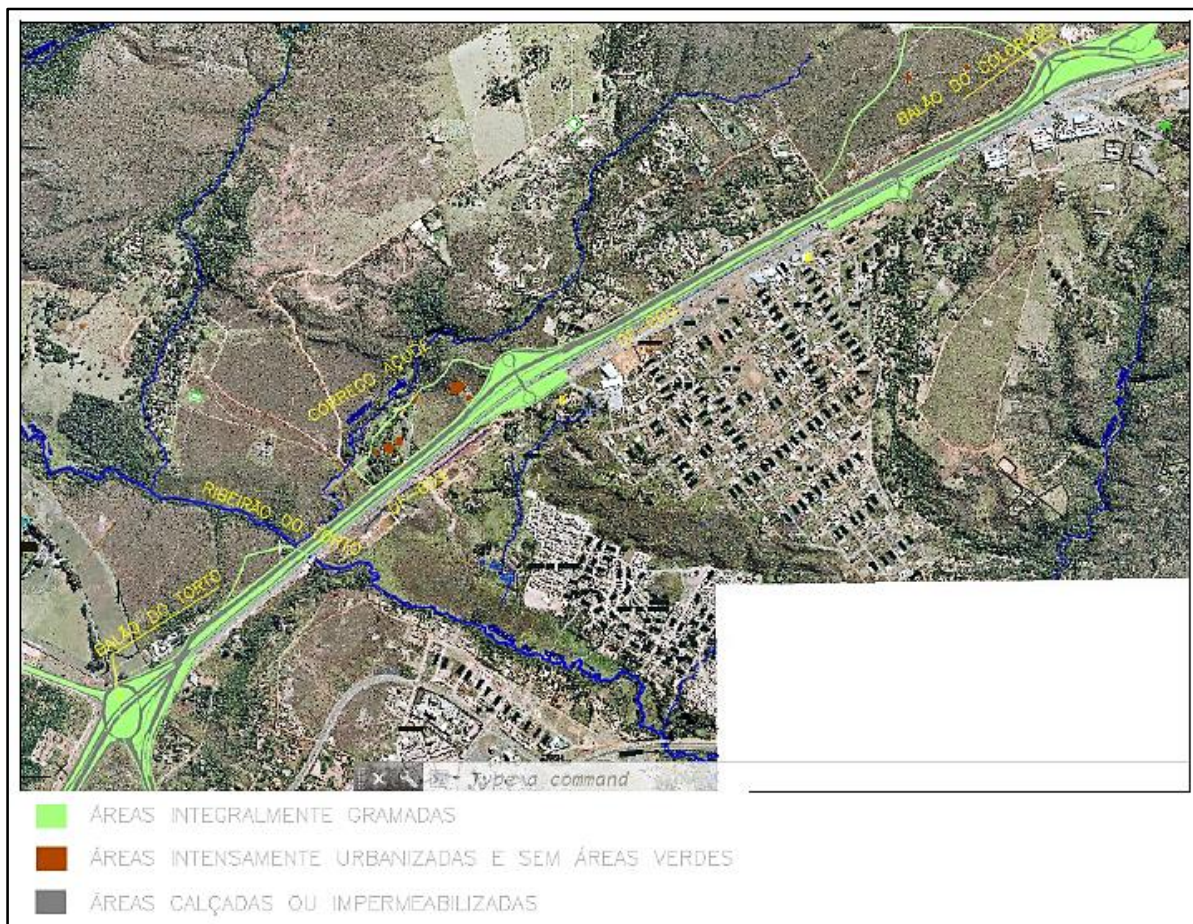 BALÃO DO COLORADO
CÓRREGO AÇUDE
RIBEIRÃO DO TORTO
BALÃO DO TORTO
Type a command
ÁREAS INTEGRALMENTE GRAMADAS
ÁREAS INTENSAMENTE URBANIZADAS E SEM ÁREAS VERDES
ÁREAS CALÇADAS OU IMPERMEABILIZADAS